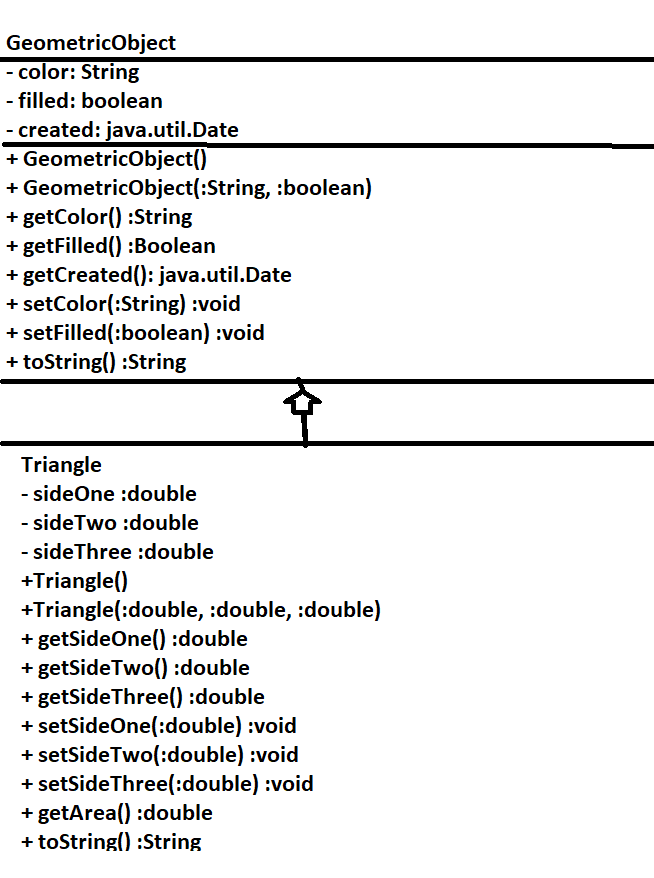 GeometricObject
- color: String
- filled: boolean
- created: java.util.Date
+ GeometricObject()
+ GeometricObject(:String, :boolean)
+ getColor() :String
+ getFilled() :Boolean
+ getCreated(): java.util.Date
+ setColor(:String) :void
+ setFilled(:boolean) :void
+ toString() :String
Triangle
- sideOne :double
- sideTwo :double
- sideThree :double
+Triangle()
+Triangle(:double, :double, :double)
+ getSideOne() :double
+ getSideTwo() :double
+ getSideThree() :double
+ setSideOne(:double) :void
+ setSideTwo(:double) :void
+ setSideThree(:double) :void
+ getArea() :double
+ toString() :String